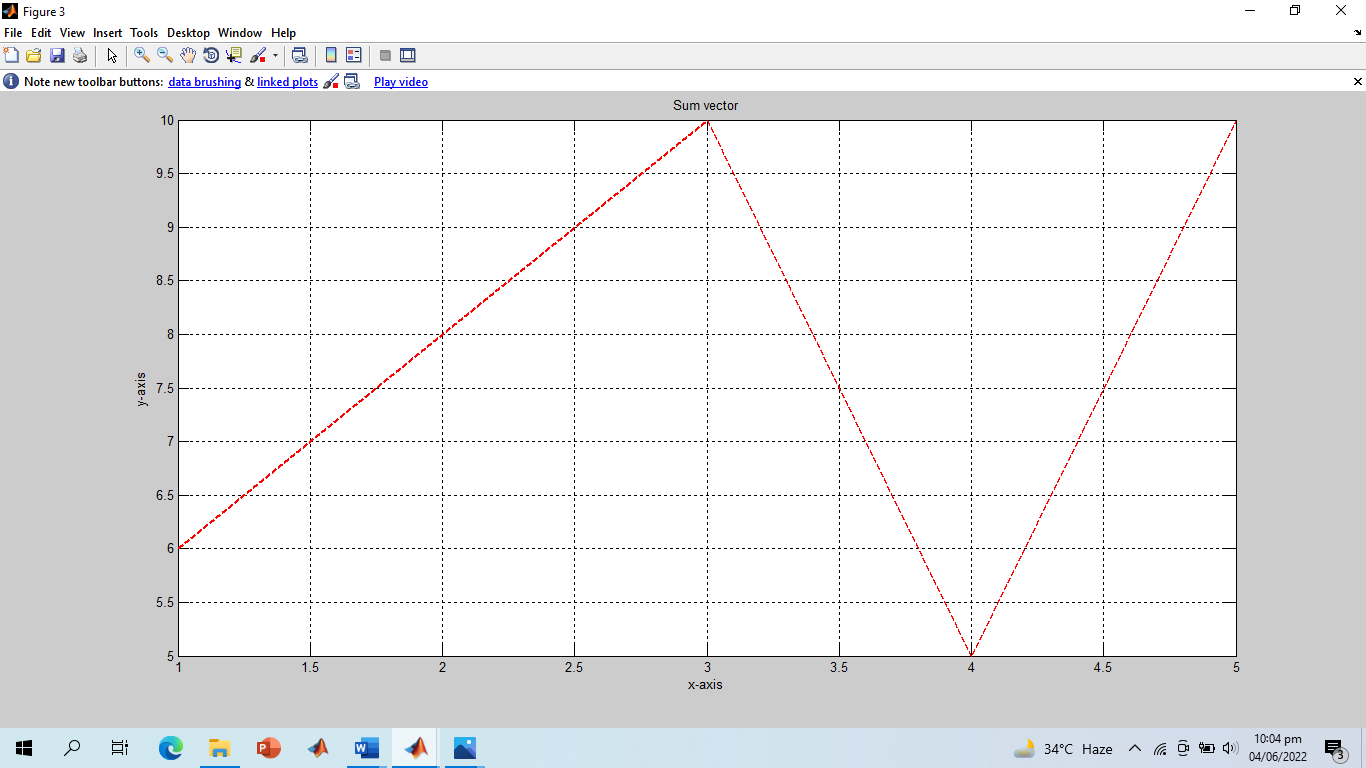 Figure 3
File Edit View Insert Tools Desktop Window Help
Note new toolbar buttons: data brushing & linked plots Play video
Sum vector
10
9.5
9
8.5
8
7.5
7
6.5
6
5.5
5
y-axis
1 1.5 2 2.5 3 3.5 4 4.5 5
x-axis
34°C Haze
10:04 pm
04/06/2022
3